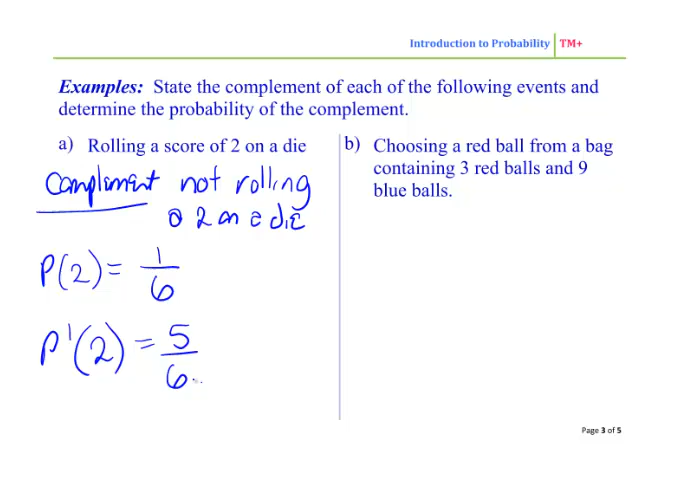 Introduction to Probability TM+
Examples: State the complement of each of the following events and
determine the probability of the complement.
a) Rolling a score of 2 on a die
complement not rolling
a 2 on a die
P(2) = 1/6
P'(2) = 5/6
b) Choosing a red ball from a bag
containing 3 red balls and 9
blue balls.
Page 3 of 5